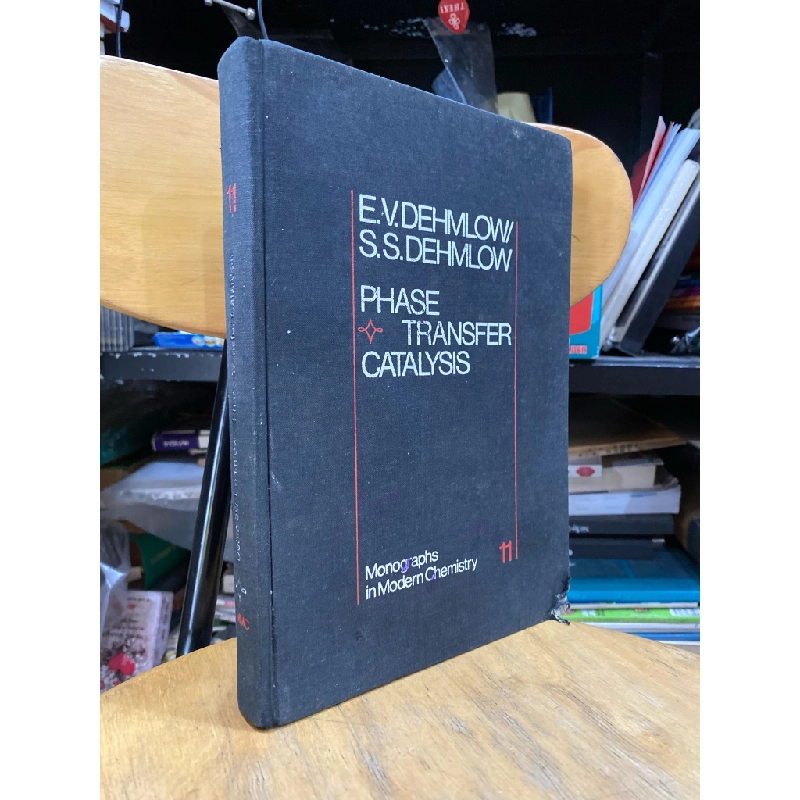 E.V.DEHMLOW/
S.S.DEHMLOW
PHASE
TRANSFER
CATALYSIS
Monographs
in Modern Chemistry
11
11